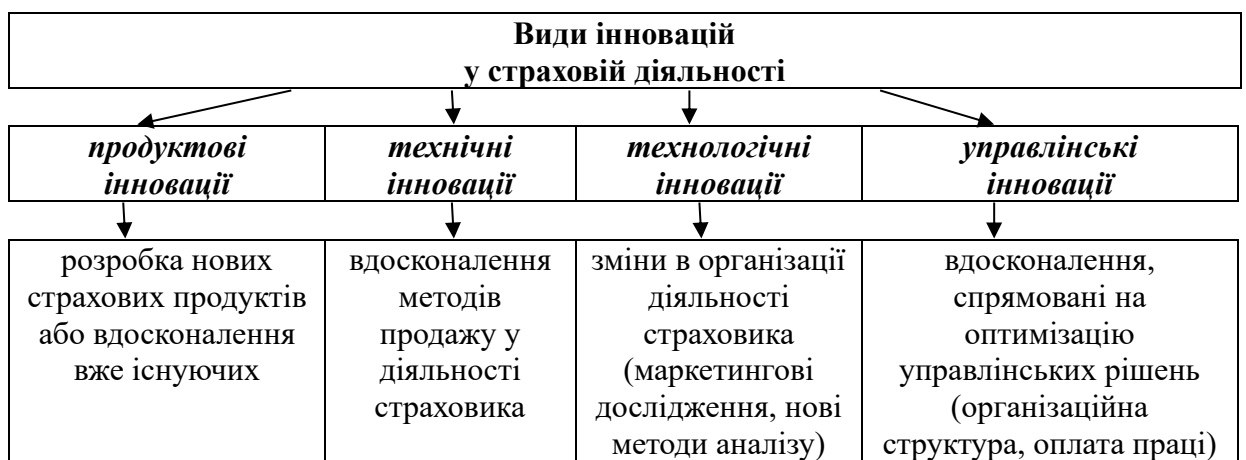 Види інновацій
у страховій діяльності
продуктові
інновації
технічні
інновації
технологічні
інновації
управлінські
інновації
розробка нових
страхових продуктів
або вдосконалення
вже існуючих
вдосконалення
методів
продажу у
діяльності
страховика
зміни в організації
діяльності
страховика
(маркетингові
дослідження, нові
методи аналізу)
вдосконалення,
спрямовані на
оптимізацію
управлінських рішень
(організаційна
структура, оплата праці)